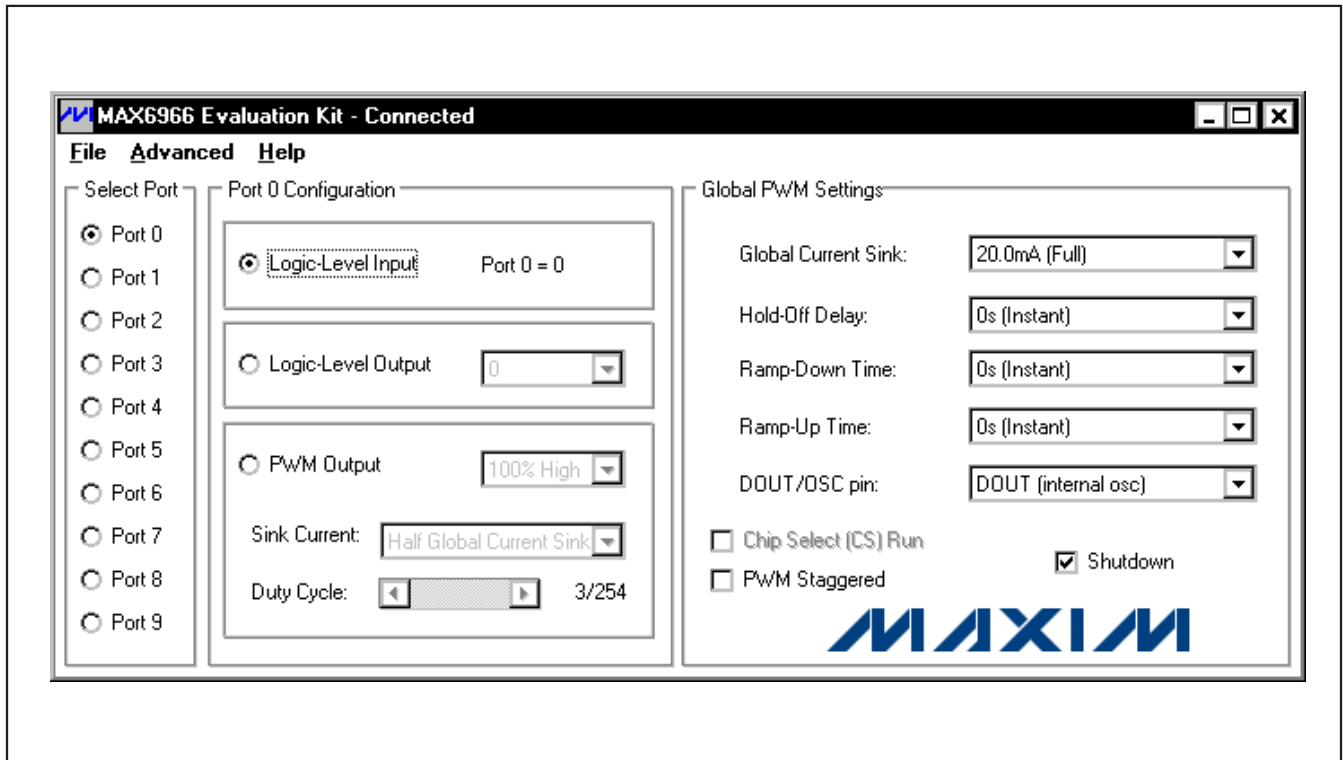 MAX6966 Evaluation Kit - Connected
File Advanced Help
Select Port
Port 0
Port 1
Port 2
Port 3
Port 4
Port 5
Port 6
Port 7
Port 8
Port 9
Port 0 Configuration
Logic-Level Input Port 0 = 0
Logic-Level Output 0
PWM Output 100% High
Sink Current: Half Global Current Sink
Duty Cycle: 3/254
Global PWM Settings
Global Current Sink: 20.0mA (Full)
Hold-Off Delay: 0s (Instant)
Ramp-Down Time: 0s (Instant)
Ramp-Up Time: 0s (Instant)
DOUT/OSC pin: DOUT (internal osc)
Chip Select (CS) Run
Shutdown
PWM Staggered
MAXIM